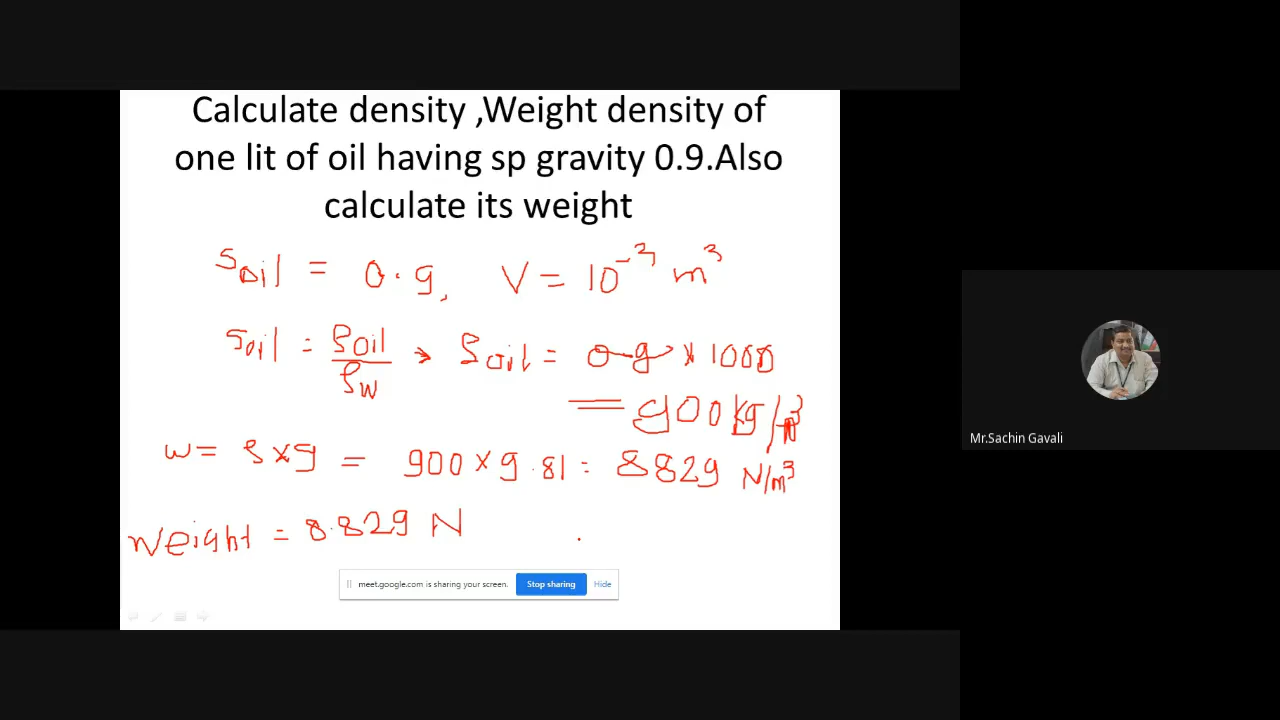 Calculate density ,Weight density of
one lit of oil having sp gravity 0.9.Also
calculate its weight
Soil = 0.9, V = 10⁻³ m³
Soil = ρoil / ρw → ρoil = 0.9 × 1000
= 900 kg/m³
w = ρ × g = 900 × 9.81 = 8829 N/m³
Weight = 8.829 N
meet.google.com is sharing your screen. Stop sharing Hide
Mr.Sachin Gavali